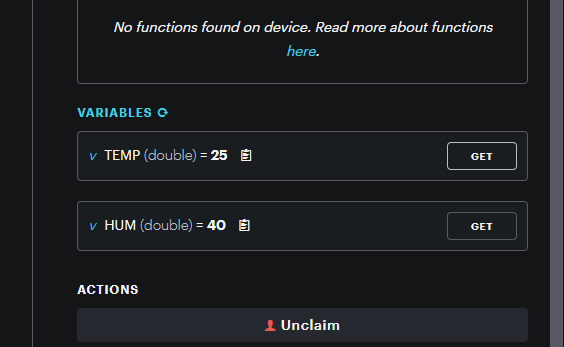 No functions found on device. Read more about functions
here.
VARIABLES
v TEMP (double) = 25
GET
v HUM (double) = 40
GET
ACTIONS
Unclaim